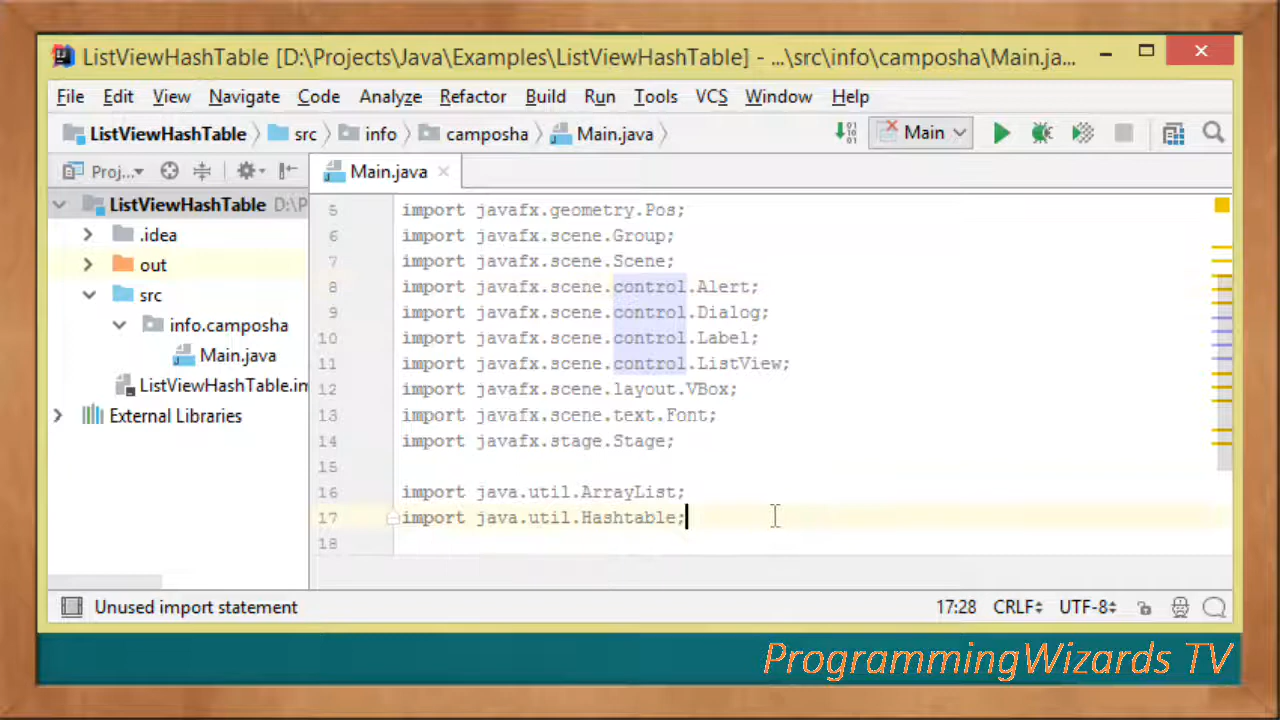 ListViewHashTable [D:\Projects\Java\Examples\ListViewHashTable] - ...\src\info\camposha\Main.ja...
File Edit View Navigate Code Analyze Refactor Build Run Tools VCS Window Help
ListViewHashTable src info camposha Main.java Main
Proj... Main.java
ListViewHashTable D:\P
.idea
out
src
info.camposha
Main.java
ListViewHashTable.im
External Libraries
5 import javafx.geometry.Pos;
6 import javafx.scene.Group;
7 import javafx.scene.Scene;
8 import javafx.scene.control.Alert;
9 import javafx.scene.control.Dialog;
10 import javafx.scene.control.Label;
11 import javafx.scene.control.ListView;
12 import javafx.scene.layout.VBox;
13 import javafx.scene.text.Font;
14 import javafx.stage.Stage;
15
16 import java.util.ArrayList;
17 import java.util.Hashtable;
18
Unused import statement 17:28 CRLF UTF-8
ProgrammingWizards TV